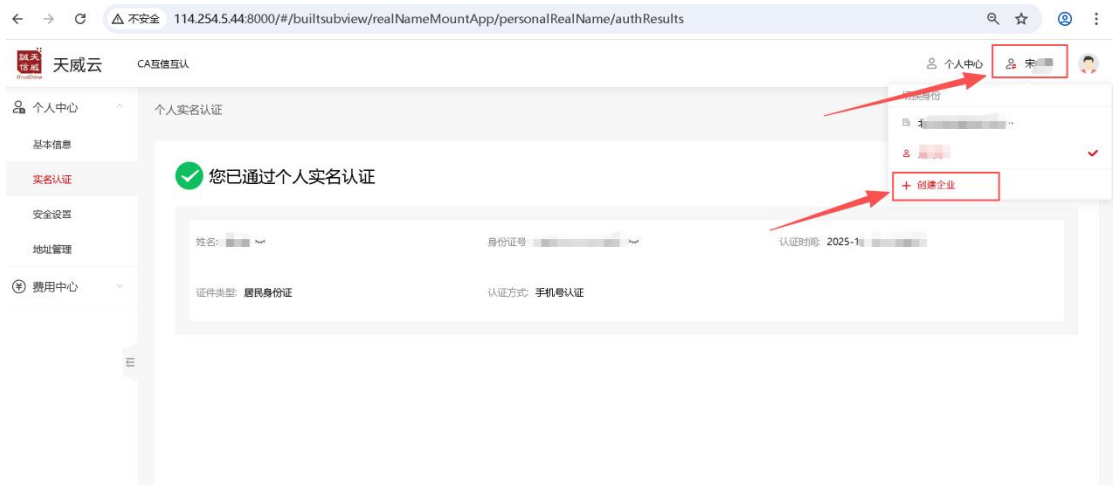 不安全 114.254.5.44:8000/#/builtsubview/realNameMountApp/personalRealName/authResults
天威云 CA互信互认 个人中心 宋
个人中心 个人实名认证 切换身份
基本信息 北
实名认证 您已通过个人实名认证
+ 创建企业
安全设置
地址管理 姓名: 身份证号 认证时间: 2025-1
费用中心 证件类型: 居民身份证 认证方式: 手机号认证